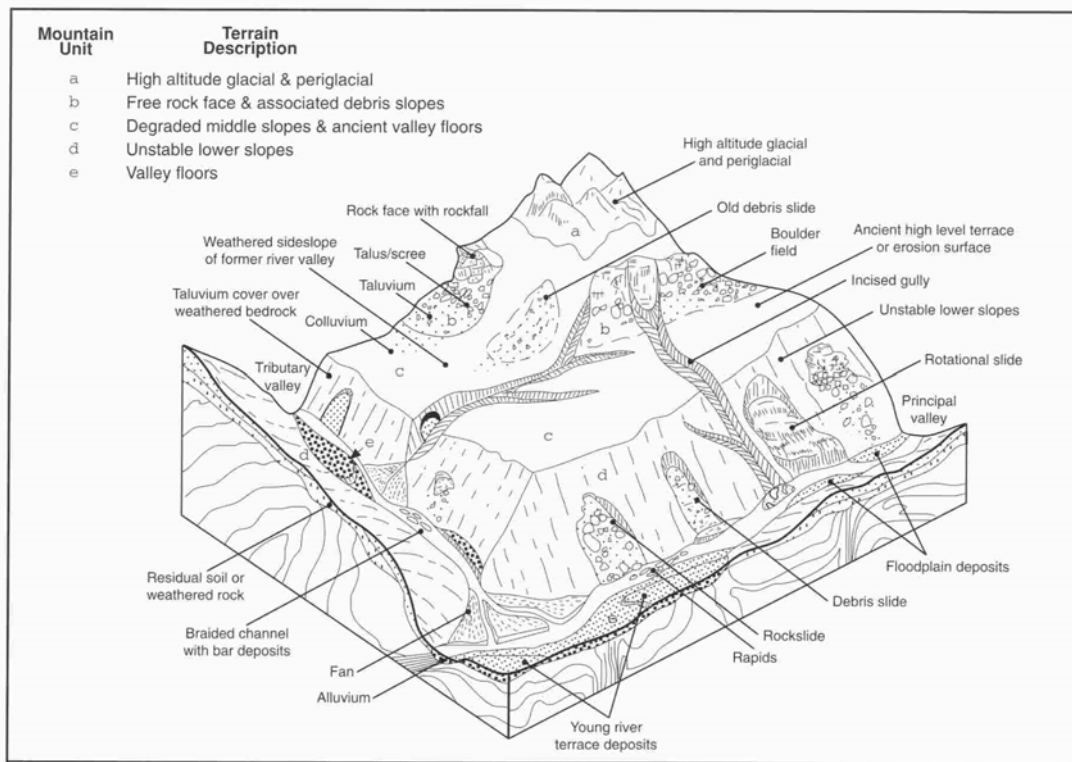 Mountain Unit
Terrain Description
a High altitude glacial & periglacial
b Free rock face & associated debris slopes
c Degraded middle slopes & ancient valley floors
d Unstable lower slopes
e Valley floors
High altitude glacial
and periglacial
Rock face with rockfall
Old debris slide
Weathered sideslope
of former river valley
Talus/scree
Boulder
field
Ancient high level terrace
or erosion surface
Taluvium
Incised gully
Taluvium cover over
weathered bedrock
Colluvium
Unstable lower slopes
Tributary
valley
Rotational slide
Principal
valley
a
b
b
c
c
d
d
e
e
Residual soil or
weathered rock
Floodplain deposits
Braided channel
with bar deposits
Debris slide
Rockslide
Fan
Rapids
Alluvium
Young river
terrace deposits